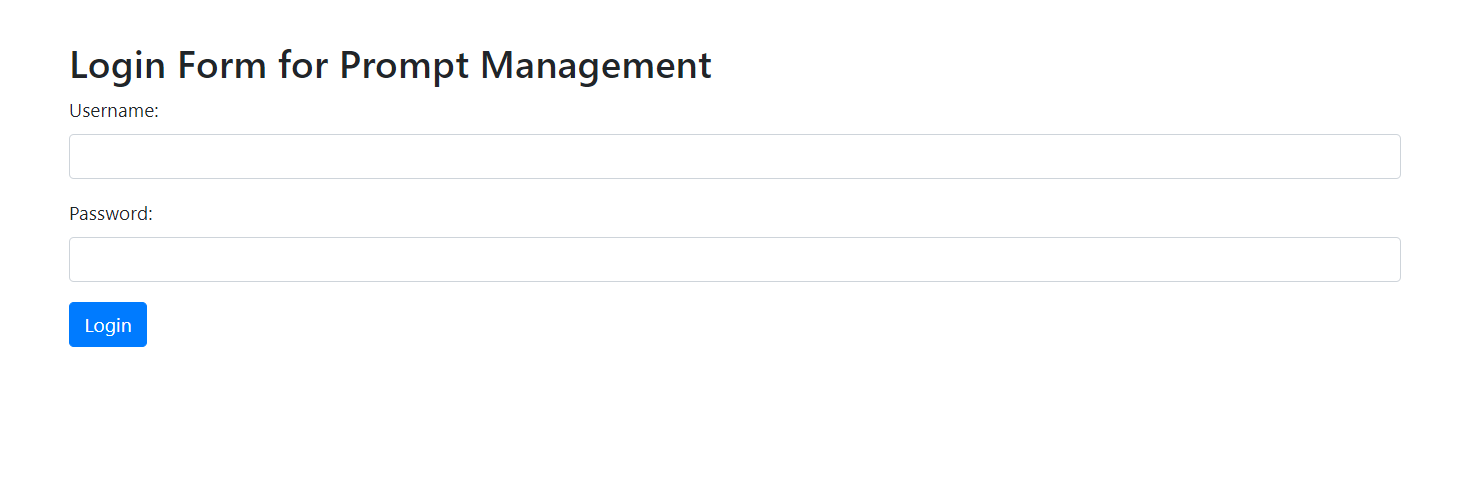 Login Form for Prompt Management
Username:
Password:
Login